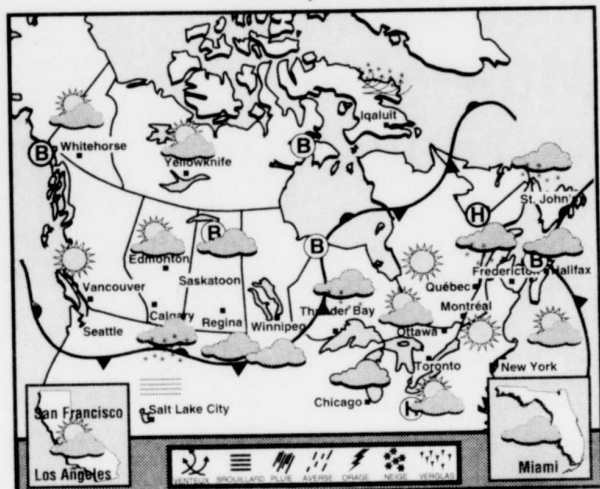 Iqaluit
B
B
Whitehorse
Yellowknife
H
St. John's
B
B
B
Edmonton
Saskatoon
Fredericton
Halifax
Québec
Vancouver
Calnary
Regina
Winnipeg
Thunder Bay
Montréal
Seattle
Ottawa
Toronto
New York
Chicago
H
Salt Lake City
San Francisco
Los Angeles
Miami
VENTEUX BROUILLARD PLUIE AVERSE ORAGE NEIGE VERGLAS